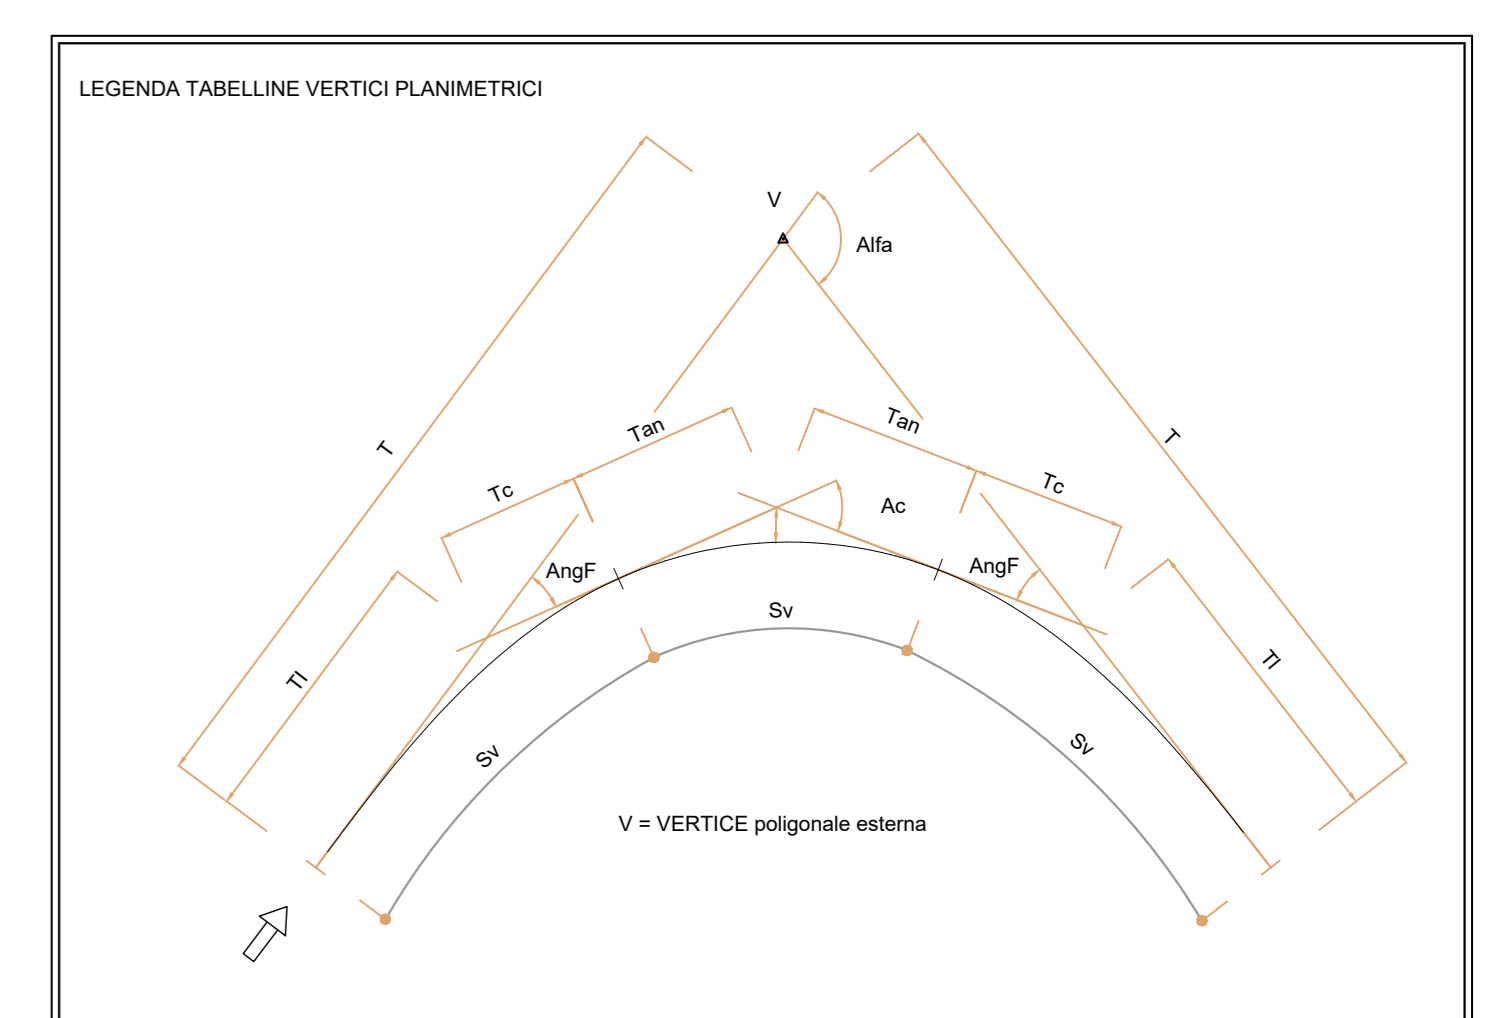 LEGENDA TABELLINE VERTICI PLANIMETRICI
V
Alfa
T
T
Tan
Tan
Tc
Tc
Ac
AngF
AngF
Sv
Tl
Tl
Sv
Sv
V = VERTICE poligonale esterna